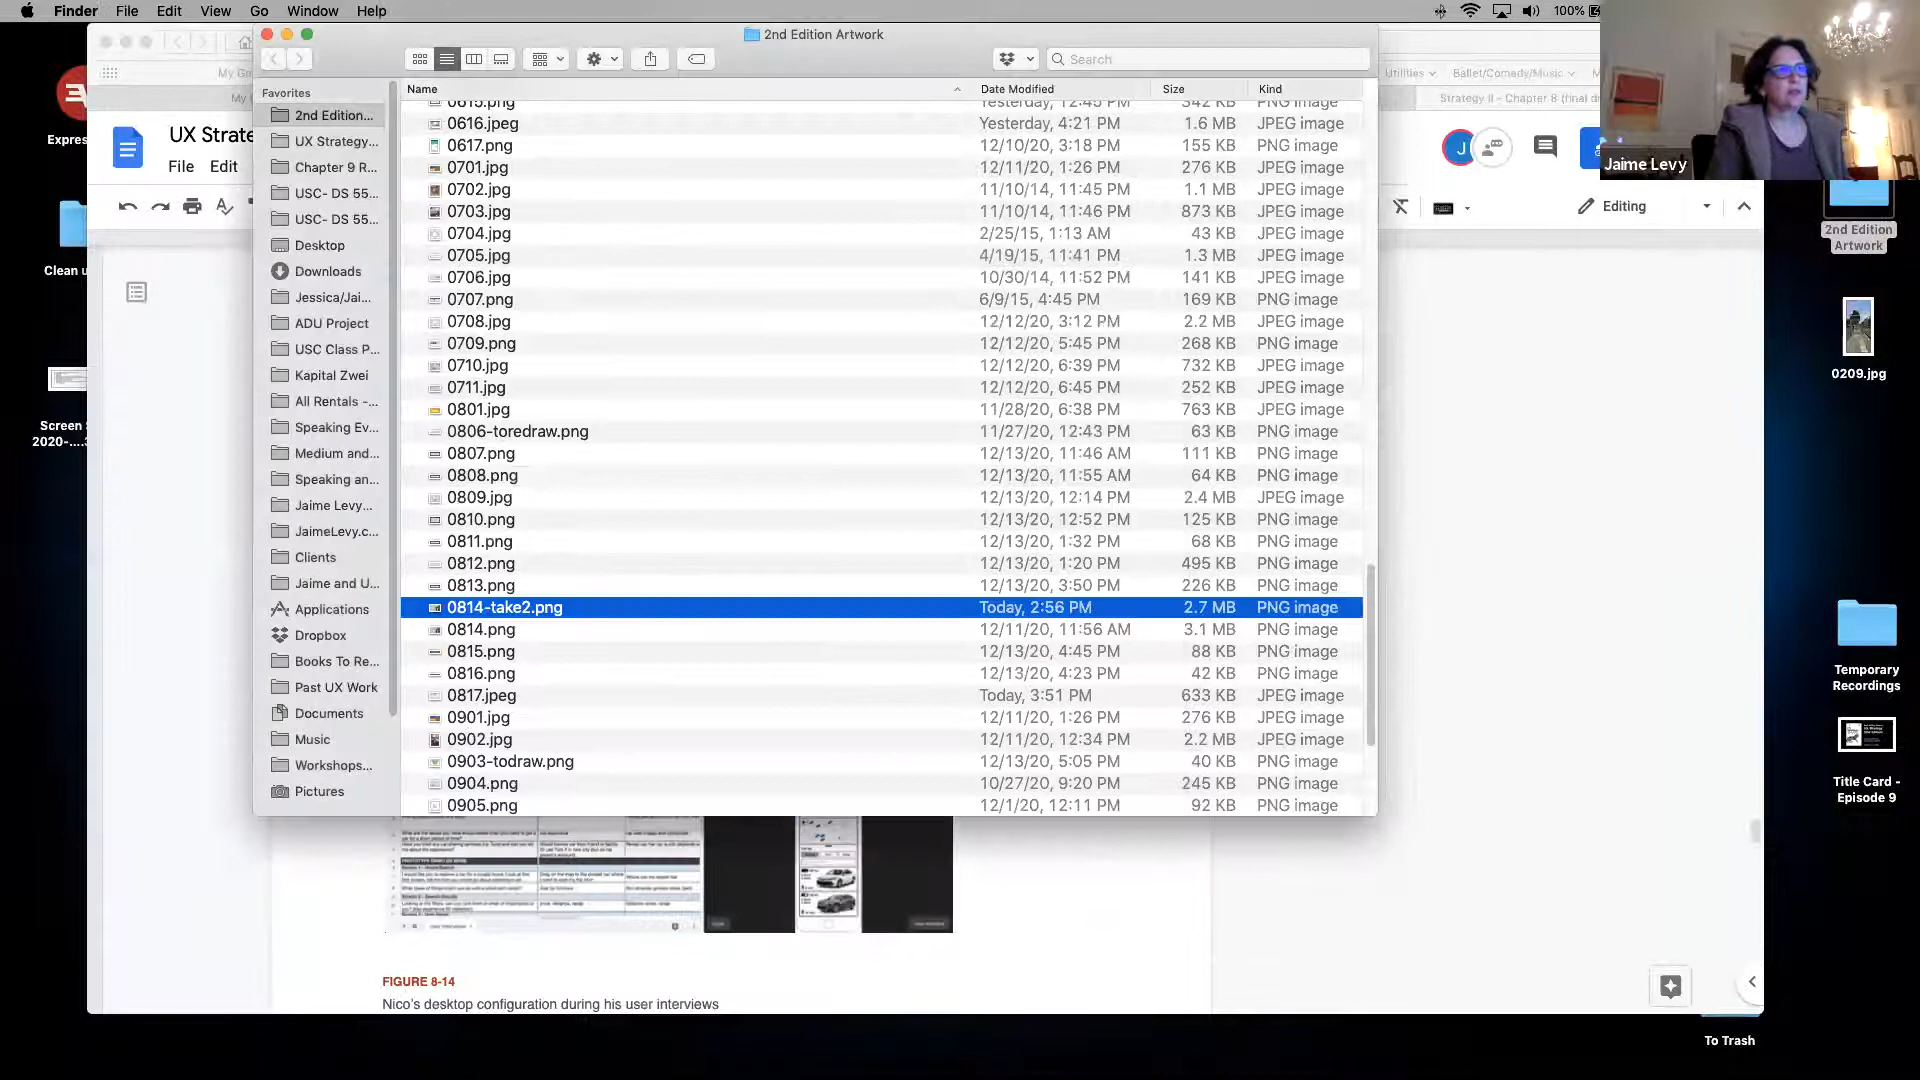 Finder File Edit View Go Window Help
100%
2nd Edition Artwork
Search
My
Utilities Ballet/Comedy/Music
Strategy II – Chapter 8 (final
Name Date Modified Size Kind
Favorites
2nd Edition...
UX Strategy...
Chapter 9 R...
USC- DS 55...
USC- DS 55...
Desktop
Downloads
Jessica/Jai...
ADU Project
USC Class P...
Kapital Zwei
All Rentals -...
Speaking Ev...
Medium and...
Speaking an...
Jaime Levy...
JaimeLevy.c...
Clients
Jaime and U...
Applications
Dropbox
Books To Re...
Past UX Work
Documents
Music
Workshops...
Pictures
0615.png Yesterday, 12:45 PM 342 KB PNG image
0616.jpeg Yesterday, 4:21 PM 1.6 MB JPEG image
0617.png 12/10/20, 3:18 PM 155 KB PNG image
0701.jpg 12/11/20, 1:26 PM 276 KB JPEG image
0702.jpg 11/10/14, 11:45 PM 1.1 MB JPEG image
0703.jpg 11/10/14, 11:46 PM 873 KB JPEG image
0704.jpg 2/25/15, 1:13 AM 43 KB JPEG image
0705.jpg 4/19/15, 11:41 PM 1.3 MB JPEG image
0706.jpg 10/30/14, 11:52 PM 141 KB JPEG image
0707.png 6/9/15, 4:45 PM 169 KB PNG image
0708.jpg 12/12/20, 3:12 PM 2.2 MB JPEG image
0709.png 12/12/20, 5:45 PM 268 KB PNG image
0710.jpg 12/12/20, 6:39 PM 732 KB JPEG image
0711.jpg 12/12/20, 6:45 PM 252 KB JPEG image
0801.jpg 11/28/20, 6:38 PM 763 KB JPEG image
0806-toredraw.png 11/27/20, 12:43 PM 63 KB PNG image
0807.png 12/13/20, 11:46 AM 111 KB PNG image
0808.png 12/13/20, 11:55 AM 64 KB PNG image
0809.jpg 12/13/20, 12:14 PM 2.4 MB JPEG image
0810.png 12/13/20, 12:52 PM 125 KB PNG image
0811.png 12/13/20, 1:32 PM 68 KB PNG image
0812.png 12/13/20, 1:20 PM 495 KB PNG image
0813.png 12/13/20, 3:50 PM 226 KB PNG image
0814-take2.png Today, 2:56 PM 2.7 MB PNG image
0814.png 12/11/20, 11:56 AM 3.1 MB PNG image
0815.png 12/13/20, 4:45 PM 88 KB PNG image
0816.png 12/13/20, 4:23 PM 42 KB PNG image
0817.jpeg Today, 3:51 PM 633 KB JPEG image
0901.jpg 12/11/20, 1:26 PM 276 KB JPEG image
0902.jpg 12/11/20, 12:34 PM 2.2 MB JPEG image
0903-todraw.png 12/13/20, 5:05 PM 40 KB PNG image
0904.png 10/27/20, 9:20 PM 245 KB PNG image
0905.png 12/1/20, 12:11 PM 92 KB PNG image
UX Strate
File Edit
J
Editing
Jaime Levy
Expres
Clean u
Screen S
2020-....3
2nd Edition
Artwork
0209.jpg
Temporary
Recordings
Title Card -
Episode 9
To Trash
FIGURE 8-14
Nico's desktop configuration during his user interviews